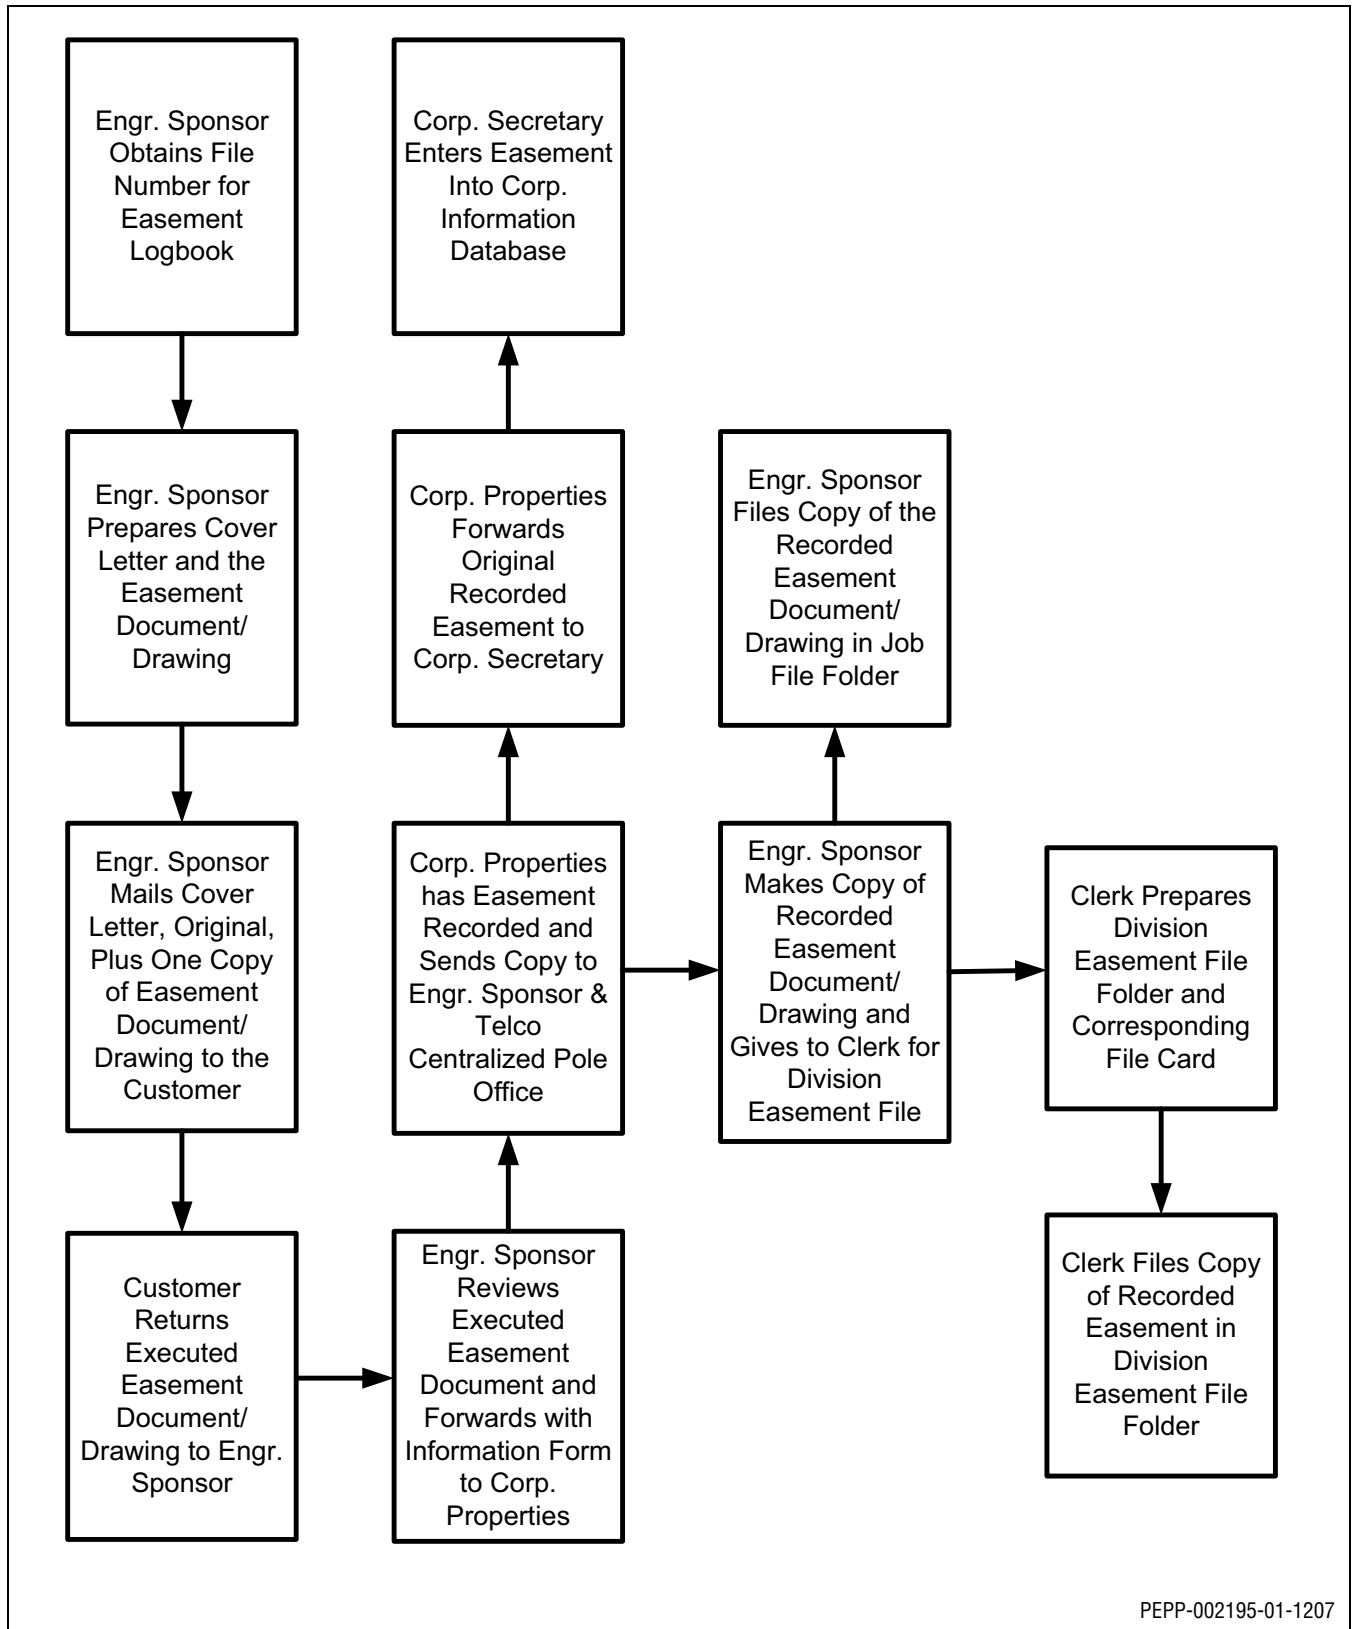 Engr. Sponsor
Obtains File
Number for
Easement
Logbook
Engr. Sponsor
Prepares Cover
Letter and the
Easement
Document/
Drawing
Engr. Sponsor
Mails Cover
Letter, Original,
Plus One Copy
of Easement
Document/
Drawing to the
Customer
Customer
Returns
Executed
Easement
Document/
Drawing to Engr.
Sponsor
Engr. Sponsor
Reviews
Executed
Easement
Document and
Forwards with
Information Form
to Corp.
Properties
Corp. Properties
has Easement
Recorded and
Sends Copy to
Engr. Sponsor &
Telco
Centralized Pole
Office
Corp. Properties
Forwards
Original
Recorded
Easement to
Corp. Secretary
Corp. Secretary
Enters Easement
Into Corp.
Information
Database
Engr. Sponsor
Makes Copy of
Recorded
Easement
Document/
Drawing and
Gives to Clerk for
Division
Easement File
Engr. Sponsor
Files Copy of the
Recorded
Easement
Document/
Drawing in Job
File Folder
Clerk Prepares
Division
Easement File
Folder and
Corresponding
File Card
Clerk Files Copy
of Recorded
Easement in
Division
Easement File
Folder
PEPP-002195-01-1207